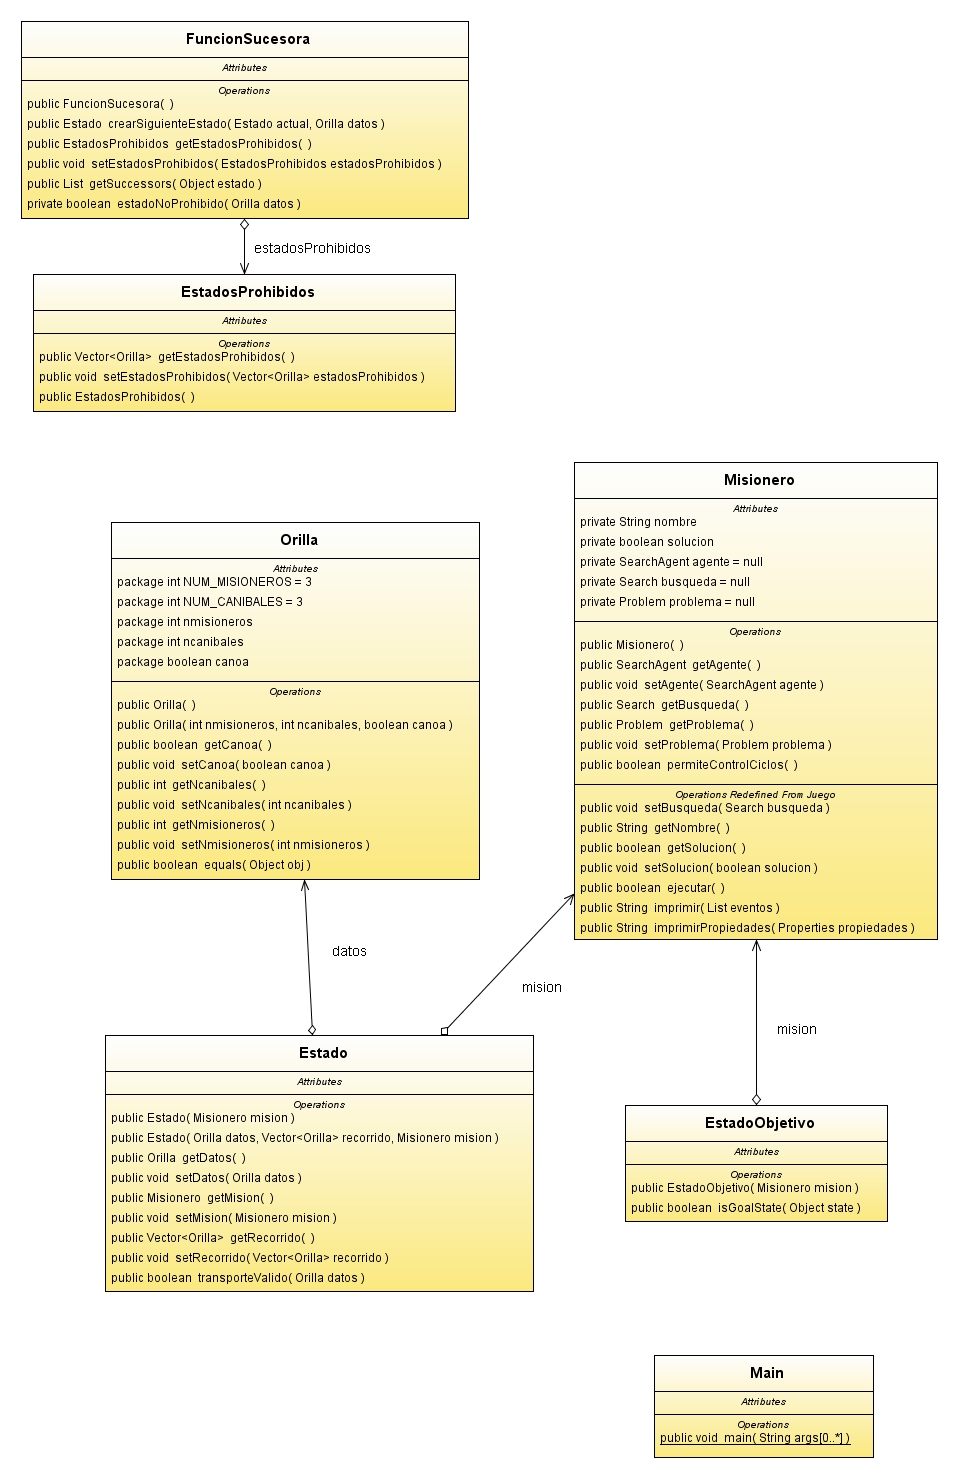 FuncionSucesora
Attributes
Operations
public FuncionSucesora( )
public Estado crearSiguienteEstado( Estado actual, Orilla datos )
public EstadosProhibidos getEstadosProhibidos( )
public void setEstadosProhibidos( EstadosProhibidos estadosProhibidos )
public List getSuccessors( Object estado )
private boolean estadoNoProhibido( Orilla datos )
estadosProhibidos
EstadosProhibidos
Attributes
Operations
public Vector<Orilla> getEstadosProhibidos( )
public void setEstadosProhibidos( Vector<Orilla> estadosProhibidos )
public EstadosProhibidos( )
Misionero
Attributes
private String nombre
private boolean solucion
private SearchAgent agente = null
private Search busqueda = null
private Problem problema = null
Operations
public Misionero( )
public SearchAgent getAgente( )
public void setAgente( SearchAgent agente )
public Search getBusqueda( )
public Problem getProblema( )
public void setProblema( Problem problema )
public boolean permiteControlCiclos( )
Operations Redefined From Juego
public void setBusqueda( Search busqueda )
public String getNombre( )
public boolean getSolucion( )
public void setSolucion( boolean solucion )
public boolean ejecutar( )
public String imprimir( List eventos )
public String imprimirPropiedades( Properties propiedades )
Orilla
Attributes
package int NUM_MISIONEROS = 3
package int NUM_CANIBALES = 3
package int nmisioneros
package int ncanibales
package boolean canoa
Operations
public Orilla( )
public Orilla( int nmisioneros, int ncanibales, boolean canoa )
public boolean getCanoa( )
public void setCanoa( boolean canoa )
public int getNcanibales( )
public void setNcanibales( int ncanibales )
public int getNmisioneros( )
public void setNmisioneros( int nmisioneros )
public boolean equals( Object obj )
datos
mision
mision
Estado
Attributes
Operations
public Estado( Misionero mision )
public Estado( Orilla datos, Vector<Orilla> recorrido, Misionero mision )
public Orilla getDatos( )
public void setDatos( Orilla datos )
public Misionero getMision( )
public void setMision( Misionero mision )
public Vector<Orilla> getRecorrido( )
public void setRecorrido( Vector<Orilla> recorrido )
public boolean transporteValido( Orilla datos )
EstadoObjetivo
Attributes
Operations
public EstadoObjetivo( Misionero mision )
public boolean isGoalState( Object state )
Main
Attributes
Operations
public void main( String args[0..*] )